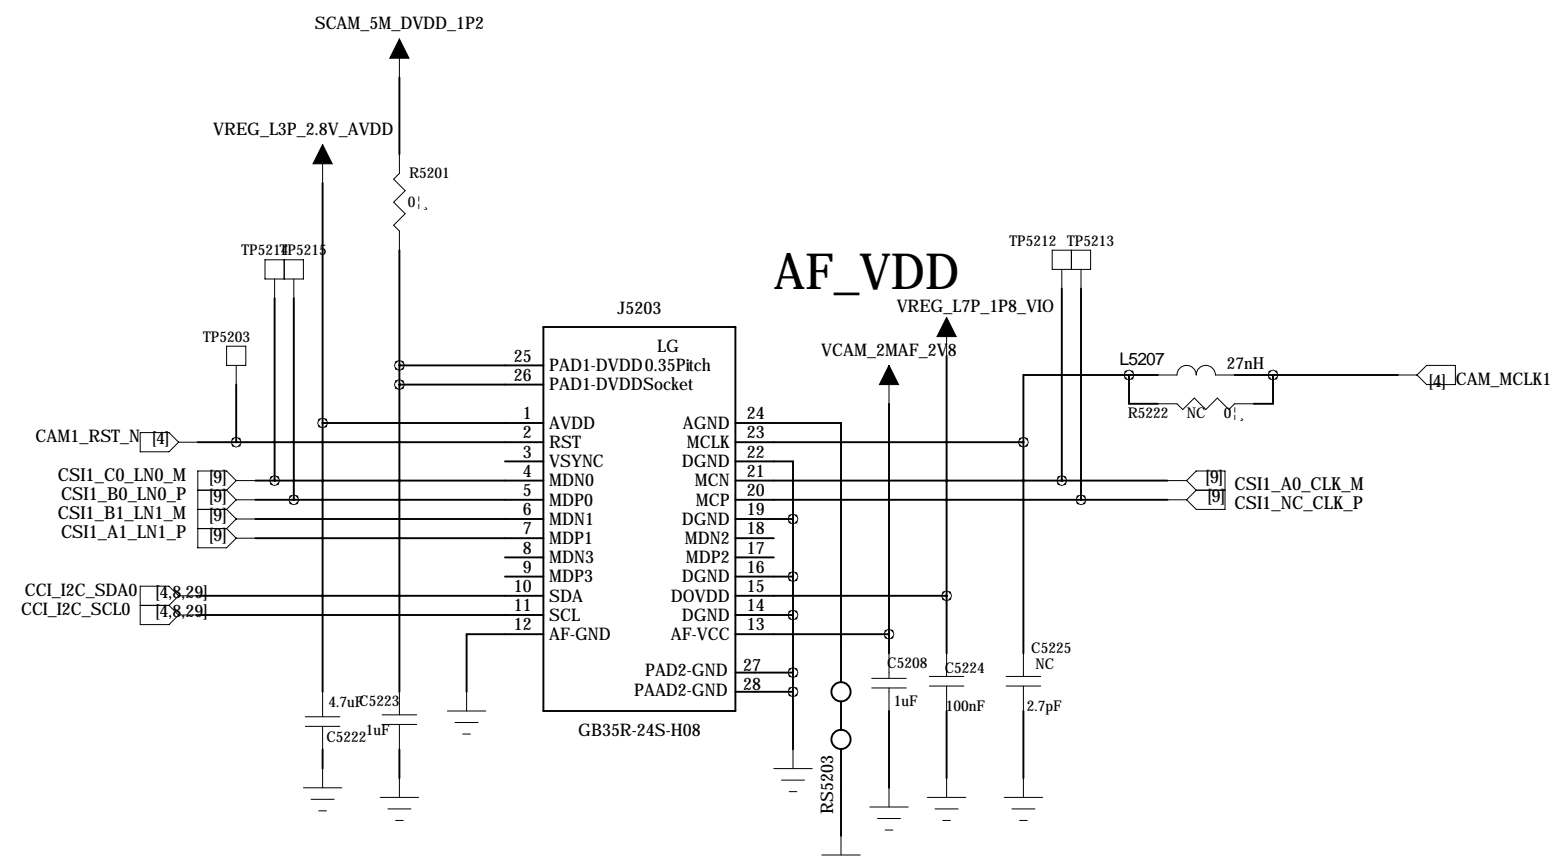 SCAM_5M_DVDD_1P2
VREG_L3P_2.8V_AVDD
R5201
0¦¸
TP5214
TP5215
TP5212
TP5213
AF_VDD
VREG_L7P_1P8_VIO
J5203
TP5203
LG
VCAM_2MAF_2V8
L5207
27nH
25
PAD1-DVDD 0.35Pitch
26
PAD1-DVDD Socket
[4]
CAM_MCLK1
R5222
NC
0¦¸
1
AVDD
AGND
24
CAM1_RST_N
[4]
2
RST
MCLK
23
3
VSYNC
DGND
22
CSI1_C0_LN0_M
[9]
4
MDN0
MCN
21
[9]
CSI1_A0_CLK_M
CSI1_B0_LN0_P
[9]
5
MDP0
MCP
20
[9]
CSI1_NC_CLK_P
CSI1_B1_LN1_M
[9]
6
MDN1
DGND
19
CSI1_A1_LN1_P
[9]
7
MDP1
MDN2
18
8
MDN3
MDP2
17
9
MDP3
DGND
16
CCI_I2C_SDA0
[4,8,29]
10
SDA
DOVDD
15
CCI_I2C_SCL0
[4,8,29]
11
SCL
DGND
14
12
AF-GND
AF-VCC
13
PAD2-GND
27
PAAD2-GND
28
C5208
1uF
C5224
100nF
C5225
NC
2.7pF
4.7uF
C5222
C5223
1uF
GB35R-24S-H08
RS5203